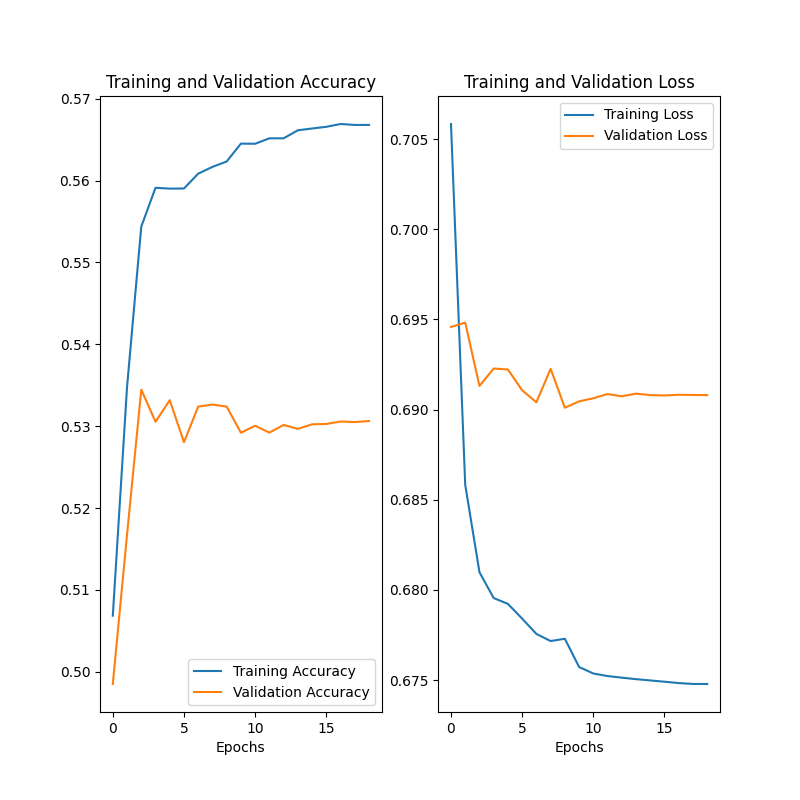 Training and Validation Accuracy
0.57
0.56
0.55
0.54
0.53
0.52
0.51
0.50
Training Accuracy
Validation Accuracy
0 5 10 15
Epochs
Training and Validation Loss
Training Loss
Validation Loss
0.705
0.700
0.695
0.690
0.685
0.680
0.675
0 5 10 15
Epochs